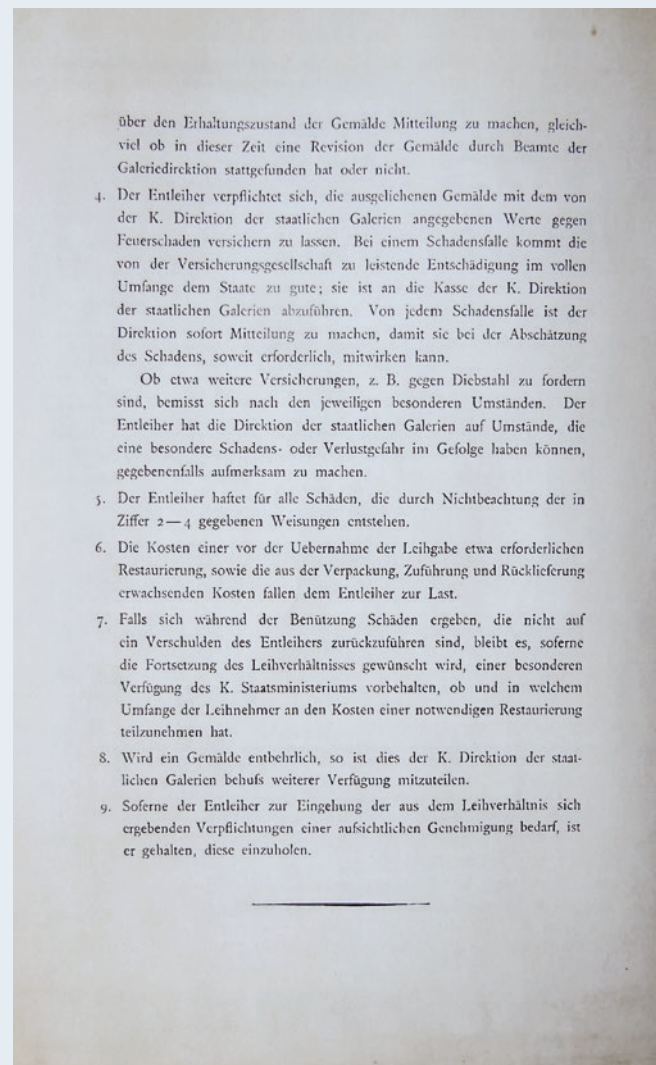 über den Erhaltungszustand der Gemälde Mitteilung zu machen, gleich-
viel ob in dieser Zeit eine Revision der Gemälde durch Beamte der
Galeriedirektion stattgefunden hat oder nicht.
4. Der Entleiher verpflichtet sich, die ausgeliehenen Gemälde mit dem von
der K. Direktion der staatlichen Galerien angegebenen Werte gegen
Feuerschaden versichern zu lassen. Bei einem Schadensfalle kommt die
von der Versicherungsgesellschaft zu leistende Entschädigung im vollen
Umfange dem Staate zu gute; sie ist an die Kasse der K. Direktion
der staatlichen Galerien abzuführen. Von jedem Schadensfalle ist der
Direktion sofort Mitteilung zu machen, damit sie bei der Abschätzung
des Schadens, soweit erforderlich, mitwirken kann.
Ob etwa weitere Versicherungen, z. B. gegen Diebstahl zu fordern
sind, bemisst sich nach den jeweiligen besonderen Umständen. Der
Entleiher hat die Direktion der staatlichen Galerien auf Umstände, die
eine besondere Schadens- oder Verlustgefahr im Gefolge haben können,
gegebenenfalls aufmerksam zu machen.
5. Der Entleiher haftet für alle Schäden, die durch Nichtbeachtung der in
Ziffer 2—4 gegebenen Weisungen entstehen.
6. Die Kosten einer vor der Uebernahme der Leihgabe etwa erforderlichen
Restaurierung, sowie die aus der Verpackung, Zuführung und Rücklieferung
erwachsenden Kosten fallen dem Entleiher zur Last.
7. Falls sich während der Benützung Schäden ergeben, die nicht auf
ein Verschulden des Entleihers zurückzuführen sind, bleibt es, soferne
die Fortsetzung des Leihverhältnisses gewünscht wird, einer besonderen
Verfügung des K. Staatsministeriums vorbehalten, ob und in welchem
Umfange der Leihnehmer an den Kosten einer notwendigen Restaurierung
teilzunehmen hat.
8. Wird ein Gemälde entbehrlich, so ist dies der K. Direktion der staat-
lichen Galerien behufs weiterer Verfügung mitzuteilen.
9. Soferne der Entleiher zur Eingehung der aus dem Leihverhältnis sich
ergebenden Verpflichtungen einer aufsichtlichen Genehmigung bedarf, ist
er gehalten, diese einzuholen.